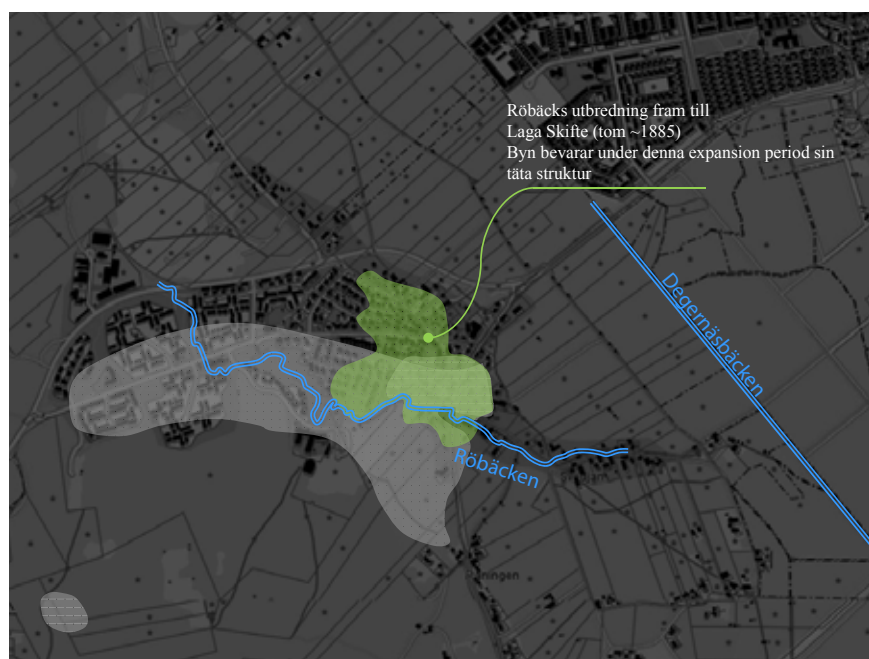 Röbäcks utbredning fram till
Laga Skifte (tom ~1885)
Byn bevarar under denna expansion period sin
täta struktur
Degernäsbäcken
Röbäcken